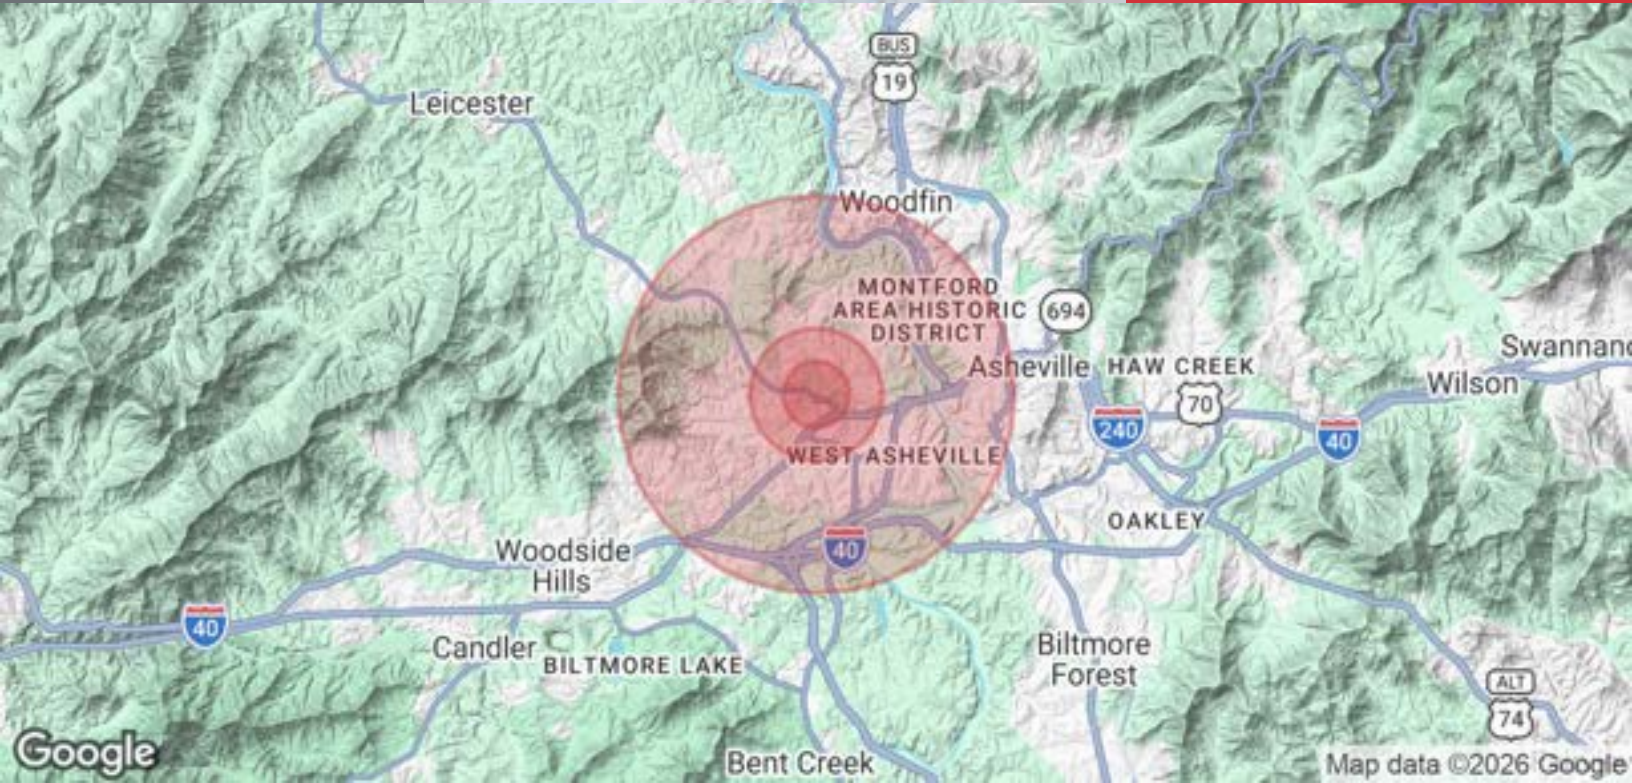 BUS
19
Leicester
Woodfin
MONTFORD
AREA HISTORIC
DISTRICT
694
Asheville
HAW CREEK
Swannano
Wilson
70
240
40
WEST ASHEVILLE
OAKLEY
40
Woodside
Hills
40
Candler
BILTMORE LAKE
Biltmore
Forest
ALT
74
Bent Creek
Google
Map data ©2026 Google